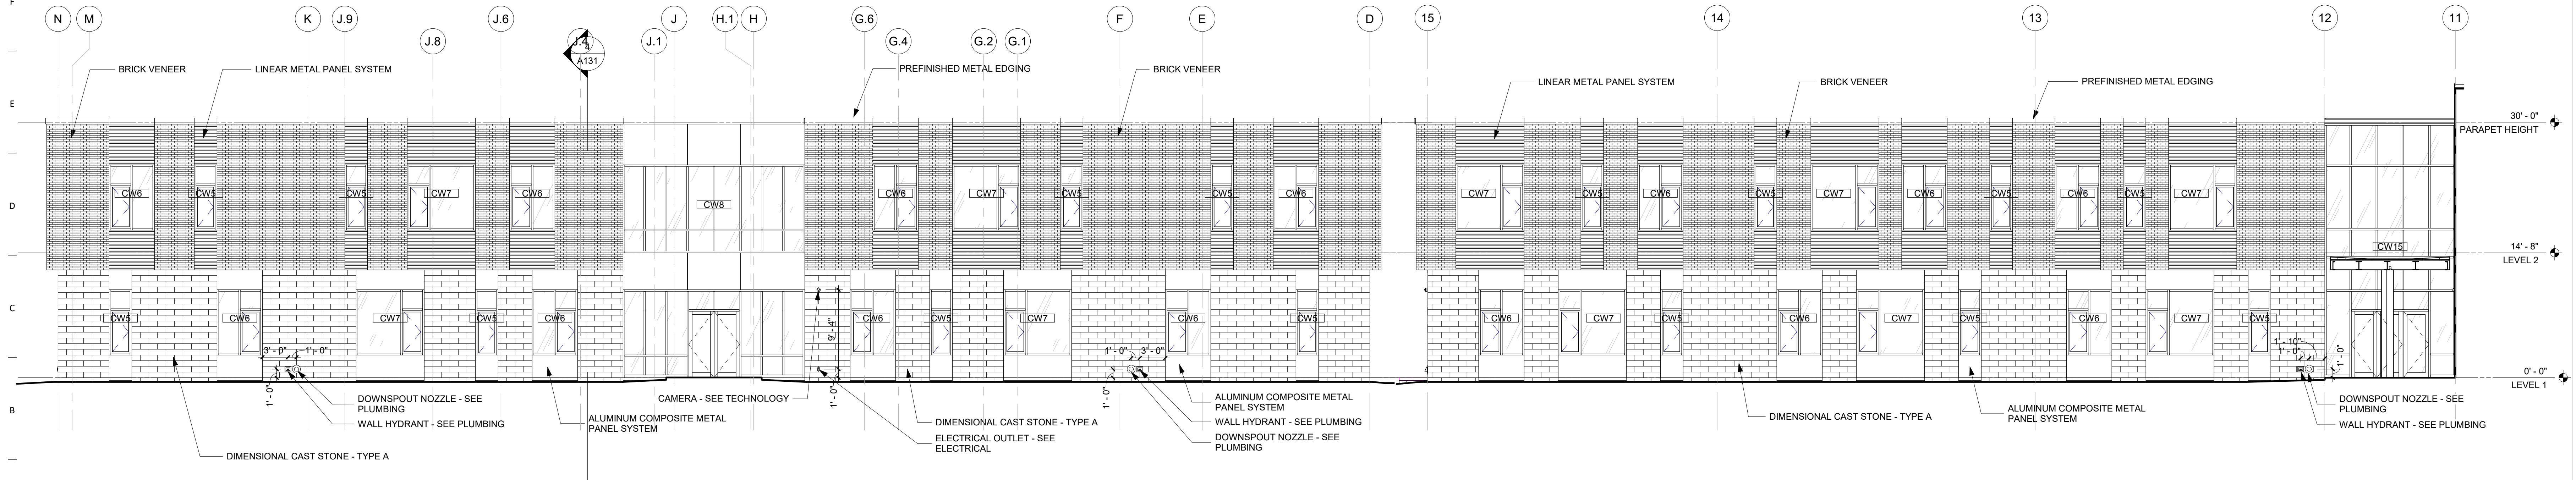 F
N M K J.9 J.6 J H.1 H G.6 F E D 15 14 13 12 11
J.8 J.4 J.1 G.4 G.2 G.1
4
A131
BRICK VENEER LINEAR METAL PANEL SYSTEM PREFINISHED METAL EDGING BRICK VENEER
LINEAR METAL PANEL SYSTEM BRICK VENEER PREFINISHED METAL EDGING
E
30' - 0"
PARAPET HEIGHT
CW6 CW5 CW5 CW7 CW6 CW6 CW7 CW5 CW5 CW6 CW7 CW5 CW6 CW5 CW7 CW6 CW5 CW6 CW5 CW7
D
CW8
CW15
14' - 8"
LEVEL 2
C
CW5 CW6 CW7 CW5 CW6 CW6 CW5 CW7 CW6 CW5 CW6 CW7 CW5 CW6 CW7 CW5 CW6 CW7 CW5
9' - 4"
3' - 0" 1' - 0" 1' - 0" 3' - 0" 1' - 10"
1' - 0"
1' - 0" 1' - 0" 1' - 0" 1' - 0"
0' - 0"
LEVEL 1
B
CAMERA - SEE TECHNOLOGY
DOWNSPOUT NOZZLE - SEE
PLUMBING
WALL HYDRANT - SEE PLUMBING
ALUMINUM COMPOSITE METAL
PANEL SYSTEM
DIMENSIONAL CAST STONE - TYPE A
DIMENSIONAL CAST STONE - TYPE A
ELECTRICAL OUTLET - SEE
ELECTRICAL
ALUMINUM COMPOSITE METAL
PANEL SYSTEM
WALL HYDRANT - SEE PLUMBING
DOWNSPOUT NOZZLE - SEE
PLUMBING
DIMENSIONAL CAST STONE - TYPE A
ALUMINUM COMPOSITE METAL
PANEL SYSTEM
DOWNSPOUT NOZZLE - SEE
PLUMBING
WALL HYDRANT - SEE PLUMBING